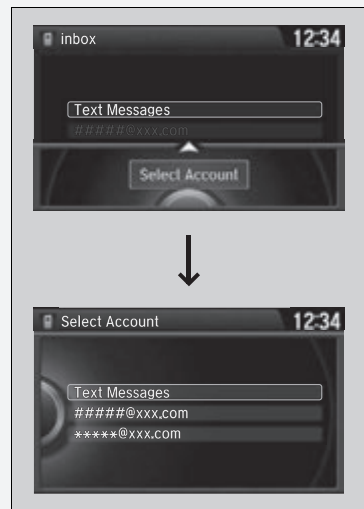 inbox 12:34
Text Messages
#####@xxx.com
Select Account
Select Account 12:34
Text Messages
#####@xxx.com
*****@xxx.com